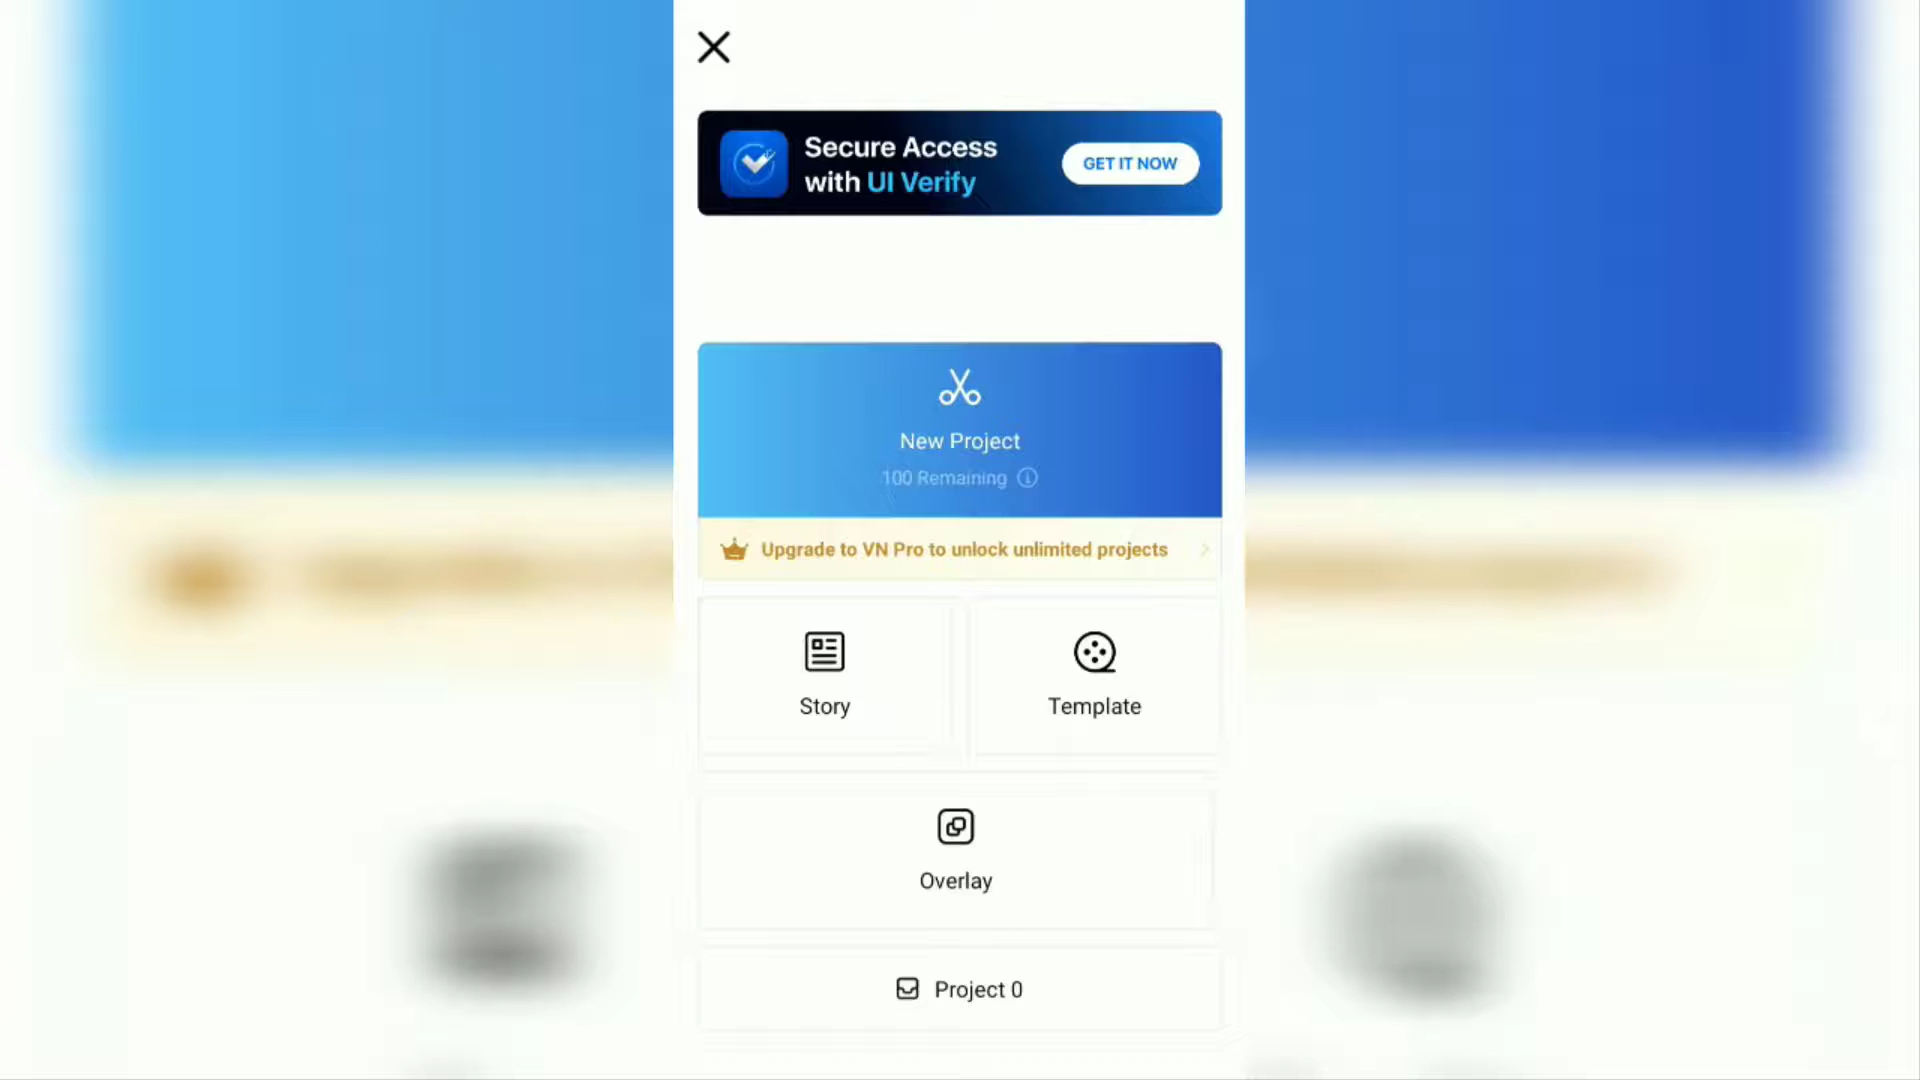 Secure Access
with UI Verify
GET IT NOW
New Project
100 Remaining
Upgrade to VN Pro to unlock unlimited projects
Story
Template
Overlay
Project 0